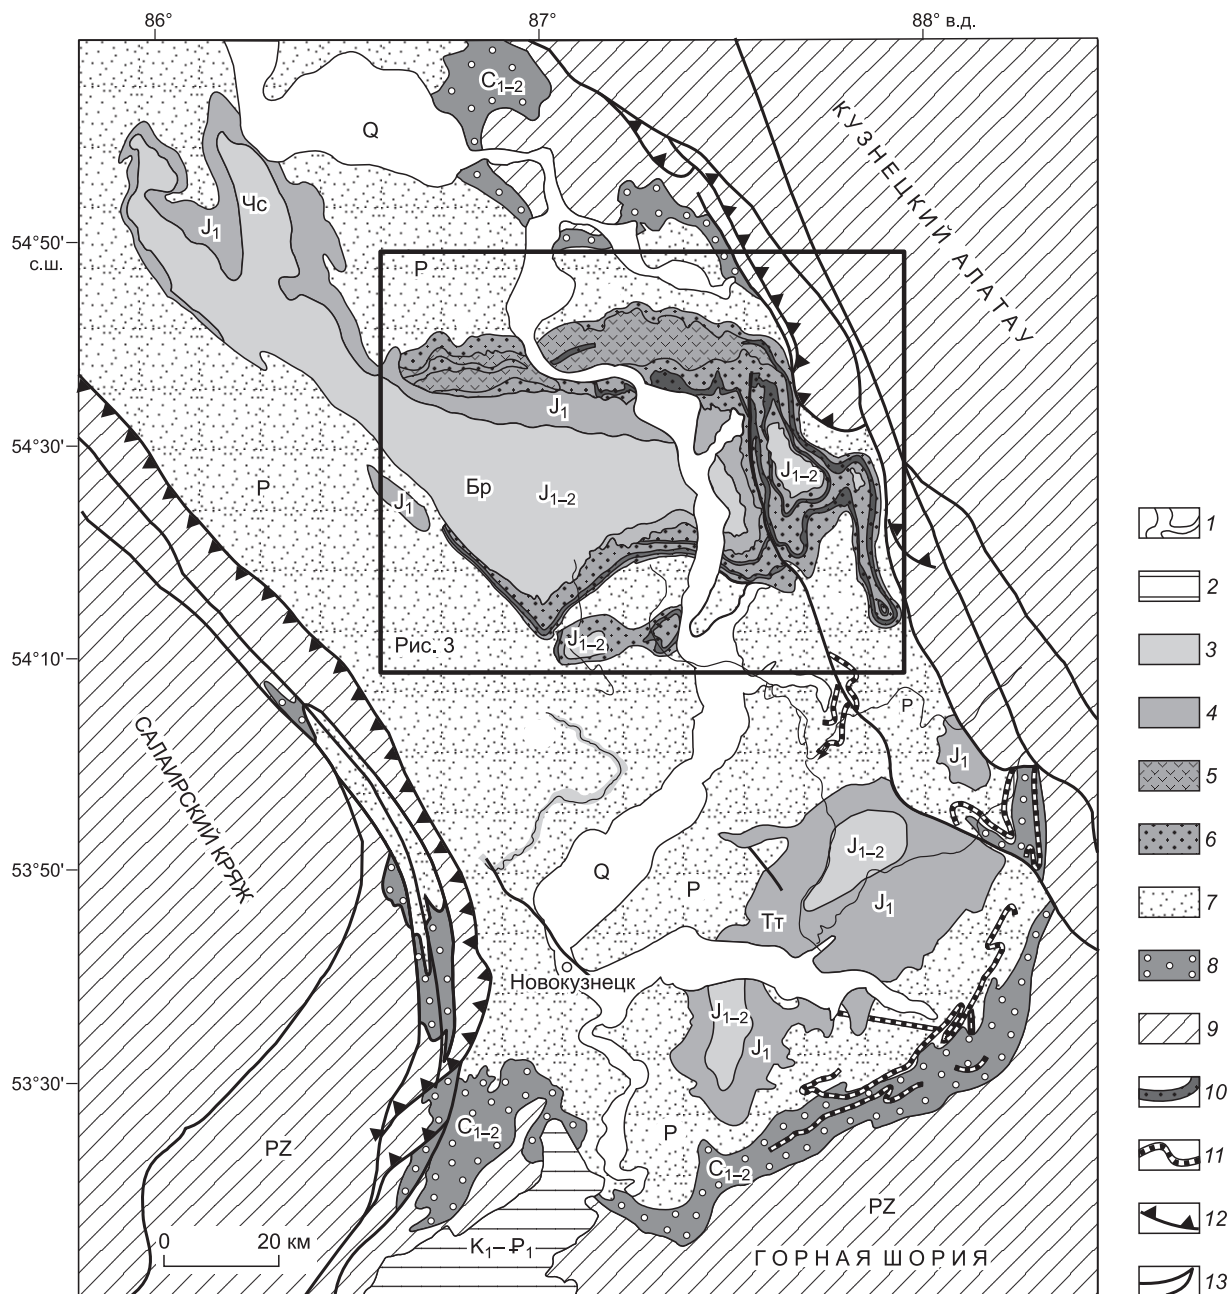 86°
87°
88° в.д.
C1–2
Q
КУЗНЕЦКИЙ АЛАТАУ
Чс
J1
54°50'
с.ш.
P
J1
54°30'
J1–2
P
Бр
J1–2
J1
1
2
Рис. 3
J1–2
54°10'
3
P
САЛАИРСКИЙ КРЯЖ
4
J1
5
6
53°50'
J1–2
Q
P
J1
7
Тт
8
Новокузнецк
J1–2
9
J1
53°30'
10
C1–2
P
11
PZ
C1–2
PZ
12
0 20 км
K1–₽1
ГОРНАЯ ШОРИЯ
13